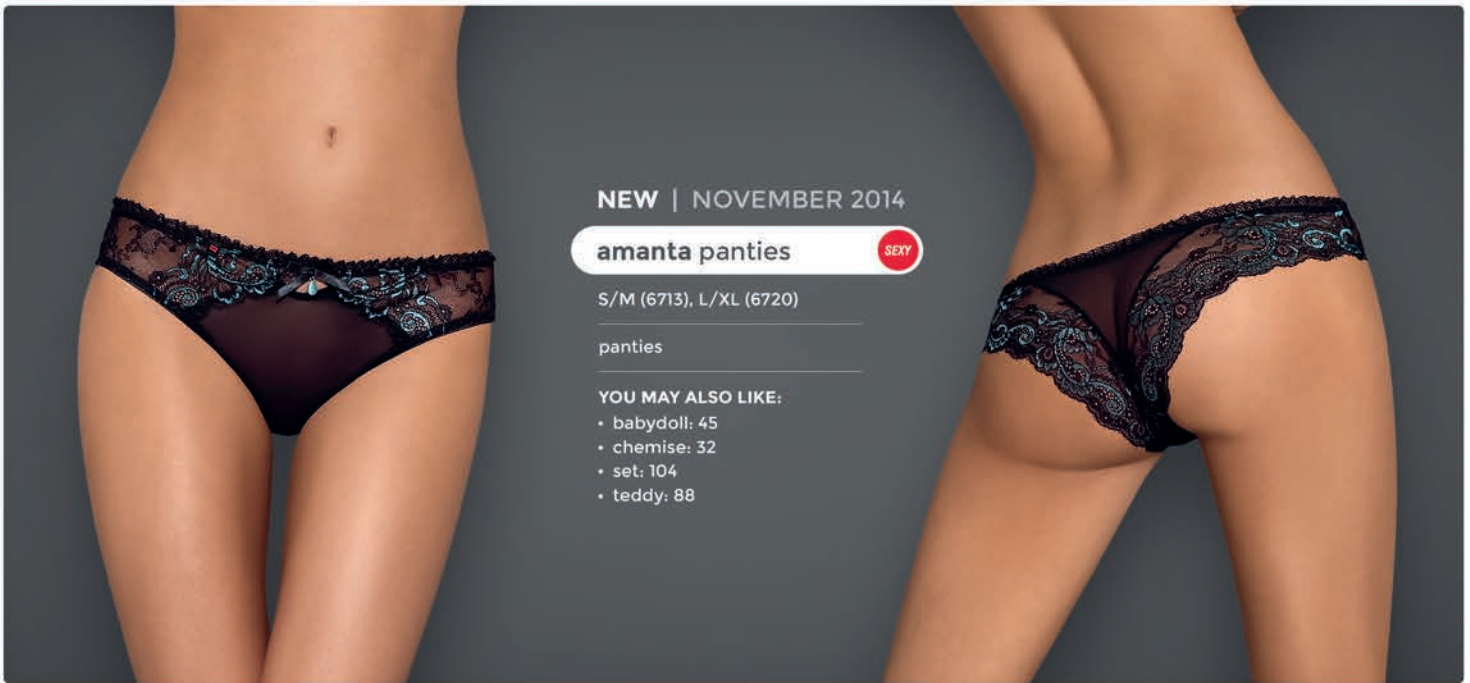 NEW | NOVEMBER 2014
amanta panties SEXY
S/M (6713), L/XL (6720)
panties
YOU MAY ALSO LIKE:
• babydoll: 45
• chemise: 32
• set: 104
• teddy: 88